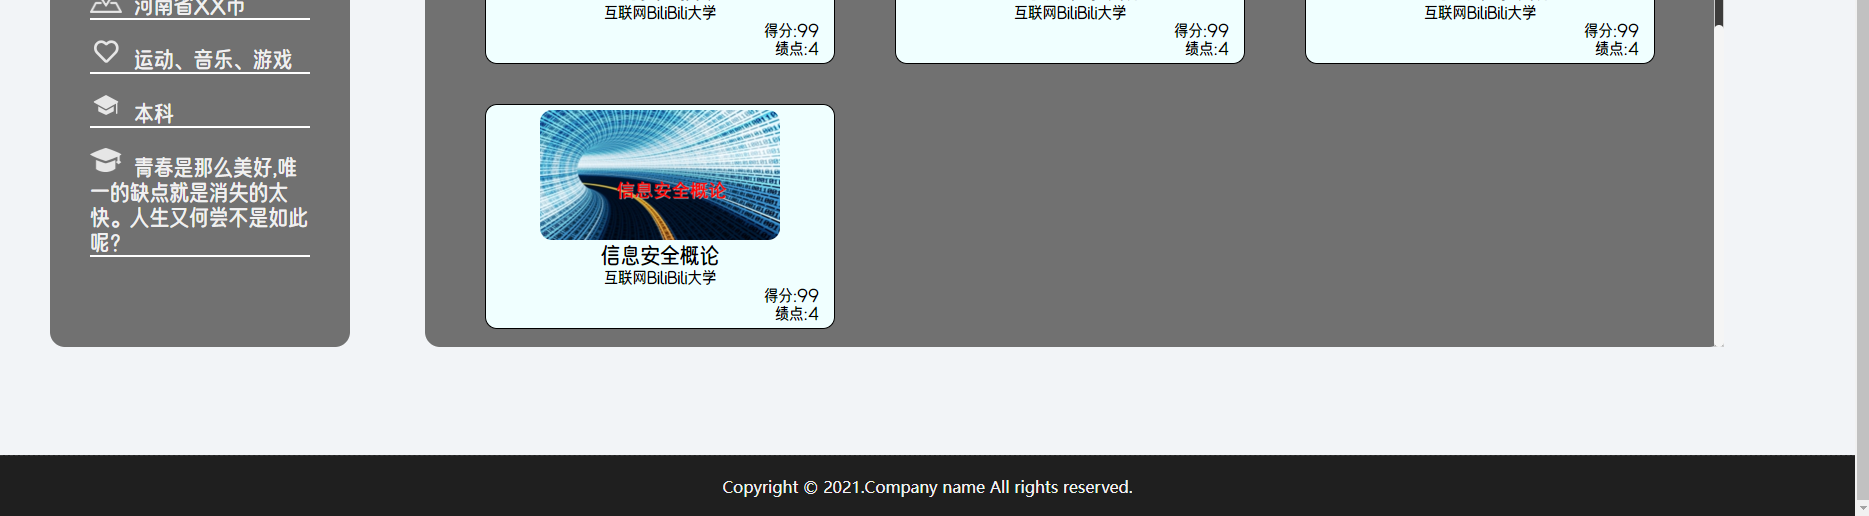 河南省XX市
运动、音乐、游戏
本科
青春是那么美好,唯
一的缺点就是消失的太
快。人生又何尝不是如此
呢?
互联网BiliBili大学
得分:99
绩点:4
互联网BiliBili大学
得分:99
绩点:4
互联网BiliBili大学
得分:99
绩点:4
信息安全概论
信息安全概论
互联网BiliBili大学
得分:99
绩点:4
Copyright © 2021.Company name All rights reserved.